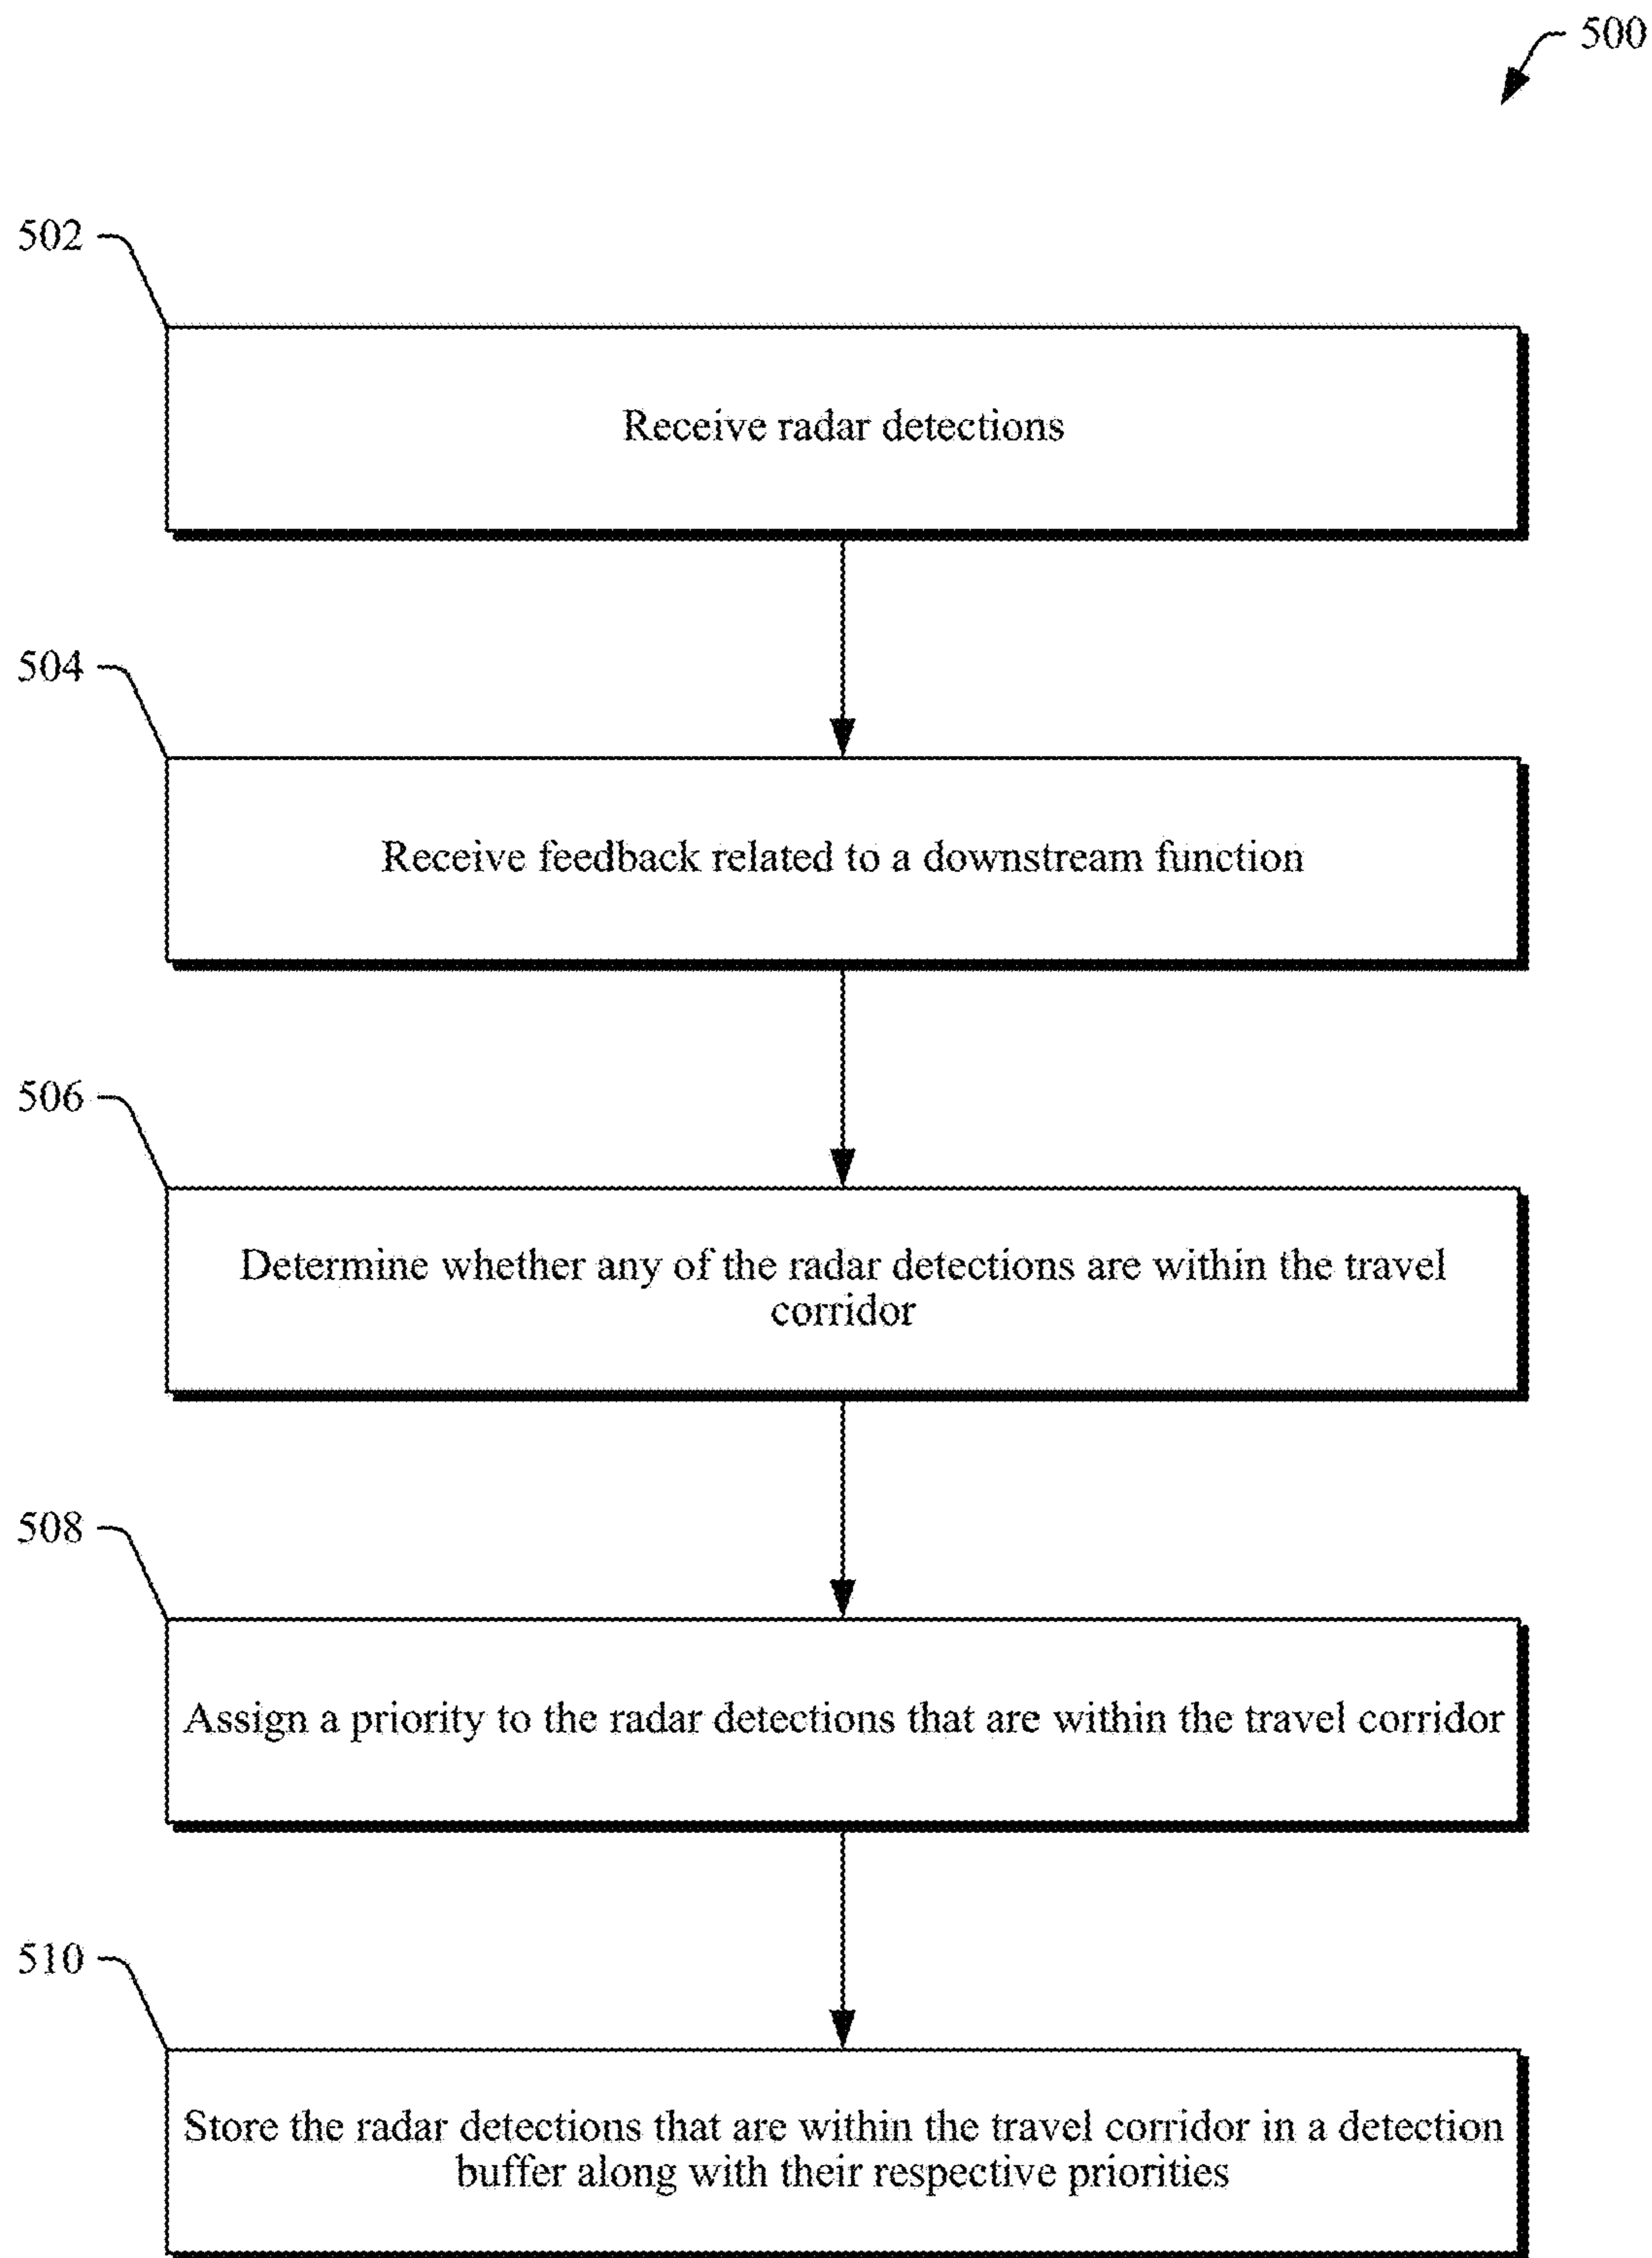 500
502
Receive radar detections
504
Receive feedback related to a downstream function
506
Determine whether any of the radar detections are within the travel
corridor
508
Assign a priority to the radar detections that are within the travel corridor
510
Store the radar detections that are within the travel corridor in a detection
buffer along with their respective priorities